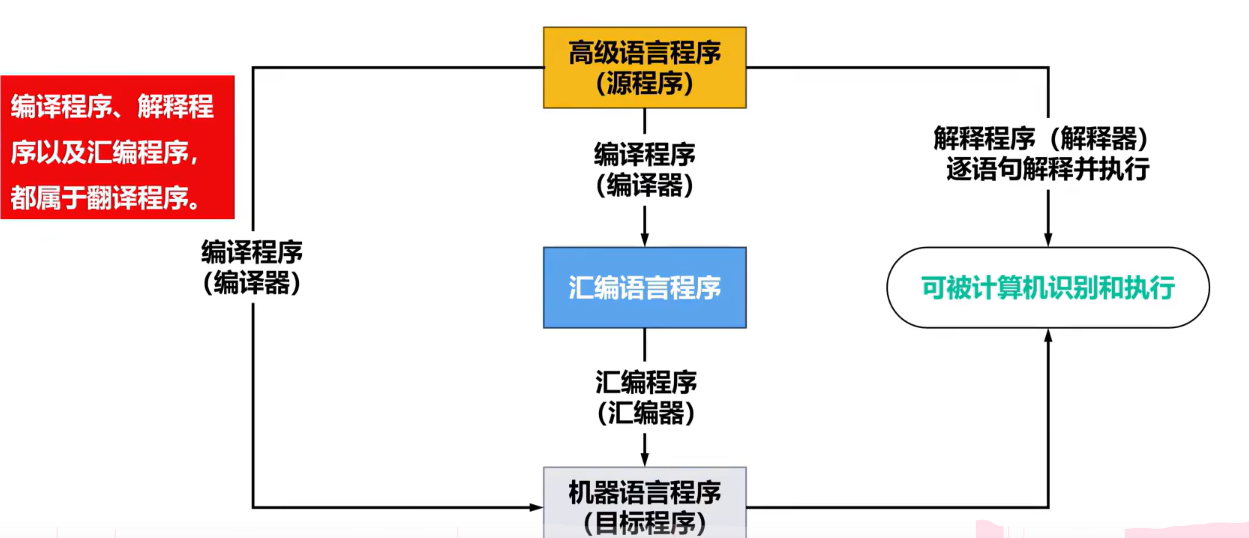 高级语言程序
(源程序)
编译程序、解释程
序以及汇编程序，
都属于翻译程序。
编译程序
(编译器)
解释程序（解释器）
逐语句解释并执行
编译程序
(编译器)
汇编语言程序
可被计算机识别和执行
汇编程序
(汇编器)
机器语言程序
(目标程序)